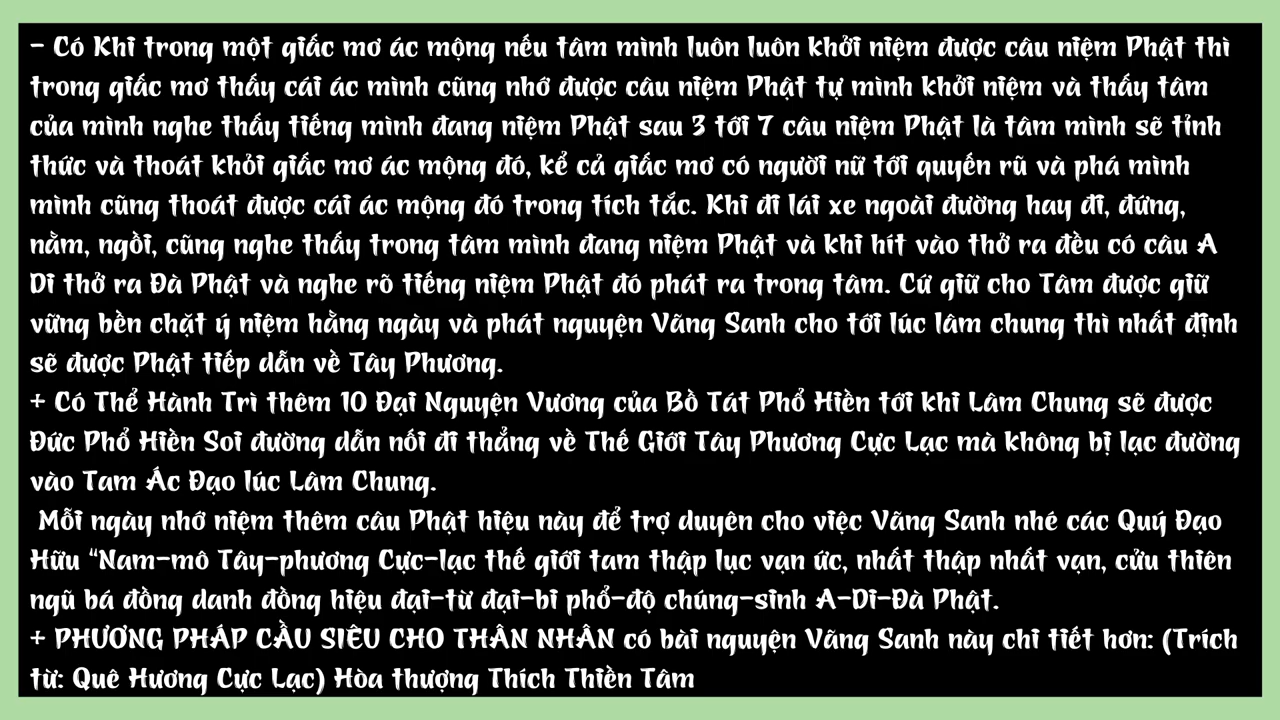 - Có Khi trong một giấc mơ ác mộng nếu tâm mình luôn luôn khởi niệm được câu niệm Phật thì
trong giấc mơ thấy cái ác mình cũng nhớ được câu niệm Phật tự mình khởi niệm và thấy tâm
của mình nghe thấy tiếng mình đang niệm Phật sau 3 tới 7 câu niệm Phật là tâm mình sẽ tỉnh
thức và thoát khỏi giấc mơ ác mộng đó, kể cả giấc mơ có người nữ tới quyến rũ và phá mình
mình cũng thoát được cái ác mộng đó trong tích tắc. Khi đi lái xe ngoài đường hay đi, đứng,
nằm, ngồi, cũng nghe thấy trong tâm mình đang niệm Phật và khi hít vào thở ra đều có câu A
Di thở ra Đà Phật và nghe rõ tiếng niệm Phật đó phát ra trong tâm. Cứ giữ cho Tâm được giữ
vững bền chặt ý niệm hằng ngày và phát nguyện Vãng Sanh cho tới lúc lâm chung thì nhất định
sẽ được Phật tiếp dẫn về Tây Phương.
+ Có Thể Hành Trì thêm 10 Đại Nguyện Vương của Bồ Tát Phổ Hiền tới khi Lâm Chung sẽ được
Đức Phổ Hiền Soi đường dẫn nối đi thẳng về Thế Giới Tây Phương Cực Lạc mà không bị lạc đường
vào Tam Ác Đạo lúc Lâm Chung.
Mỗi ngày nhớ niệm thêm câu Phật hiệu này để trợ duyên cho việc Vãng Sanh nhé các Quý Đạo
Hữu "Nam-mô Tây-phương Cực-lạc thế giới tam thập lục vạn ức, nhất thập nhất vạn, cửu thiên
ngũ bá đồng danh đồng hiệu đại-từ đại-bi phổ-độ chúng-sinh A-Di-Đà Phật.
+ PHƯƠNG PHÁP CẦU SIÊU CHO THÂN NHÂN có bài nguyện Vãng Sanh này chi tiết hơn: (Trích
từ: Quê Hương Cực Lạc) Hòa thượng Thích Thiền Tâm